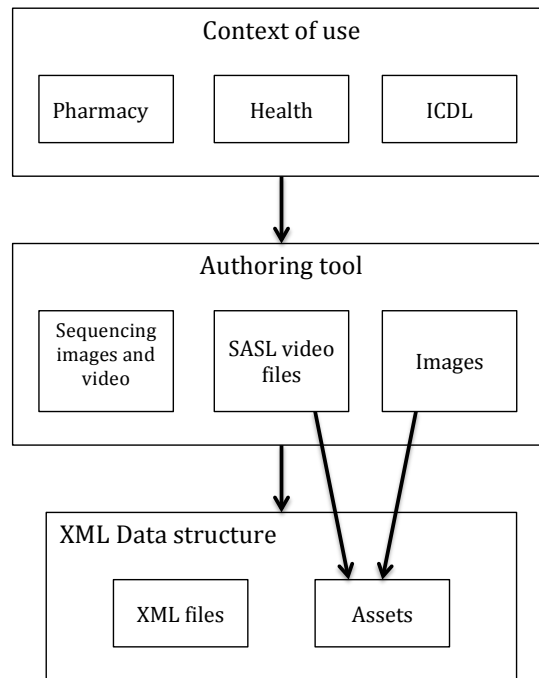 Context of use
Pharmacy
Health
ICDL
Authoring tool
Sequencing
images and
video
SASL video
files
Images
XML Data structure
XML files
Assets